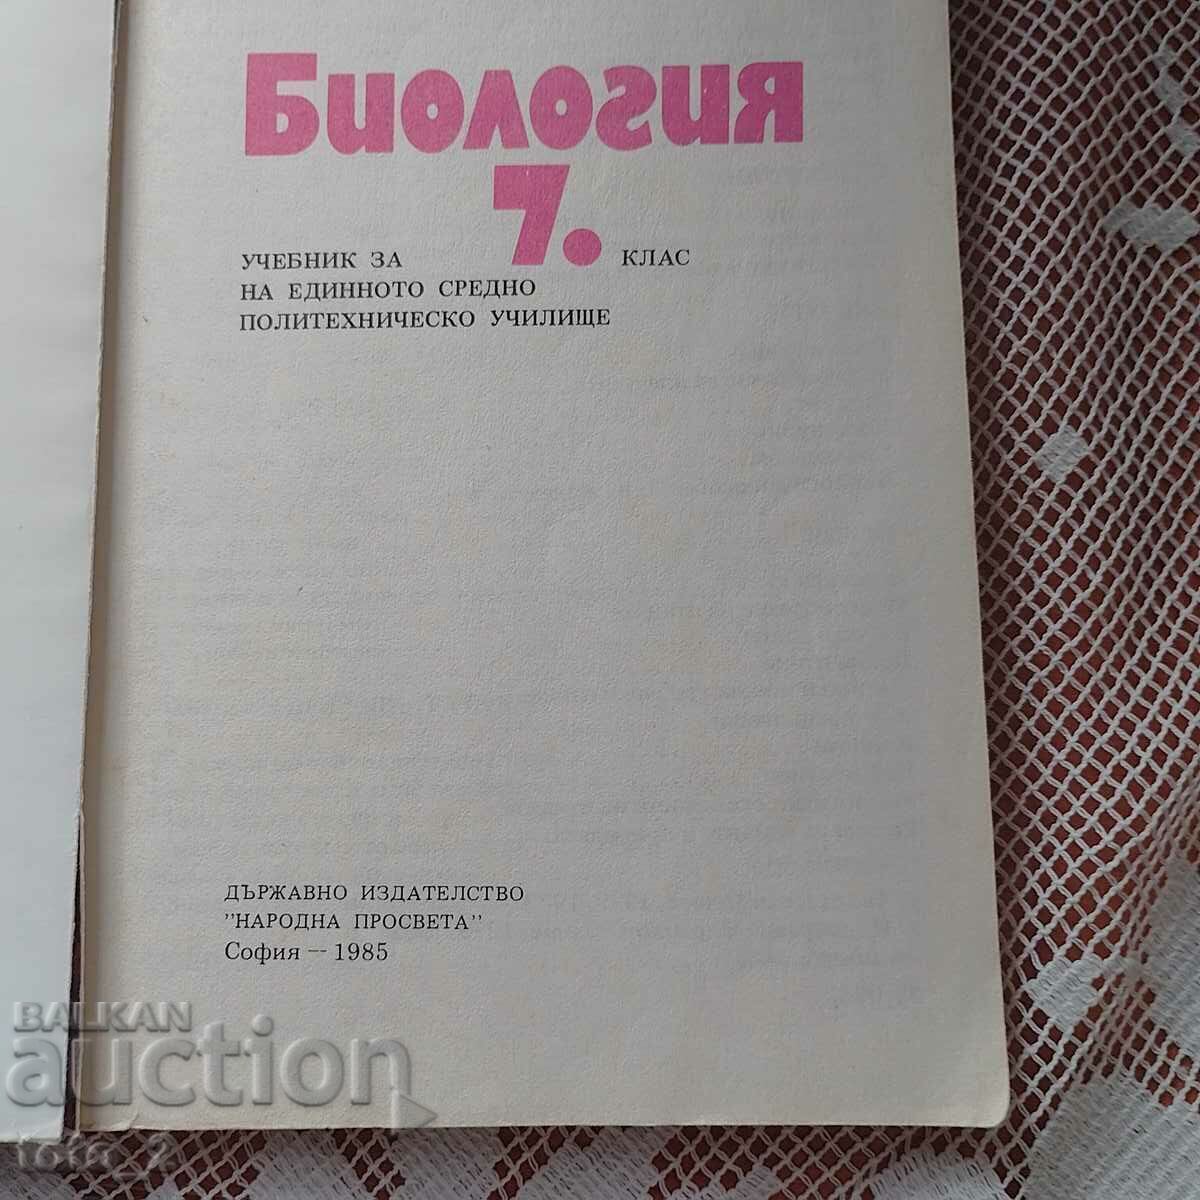 Биология
7.
УЧЕБНИК ЗА КЛАС
НА ЕДИННОТО СРЕДНО
ПОЛИТЕХНИЧЕСКО УЧИЛИЩЕ
ДЪРЖАВНО ИЗДАТЕЛСТВО
"НАРОДНА ПРОСВЕТА"
София — 1985
BALKAN
auction